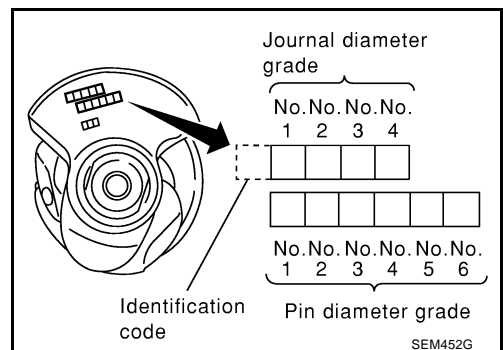 Journal diameter
grade
No. No. No. No.
1 2 3 4
No. No. No. No. No. No.
1 2 3 4 5 6
Identification
code
Pin diameter grade
SEM452G